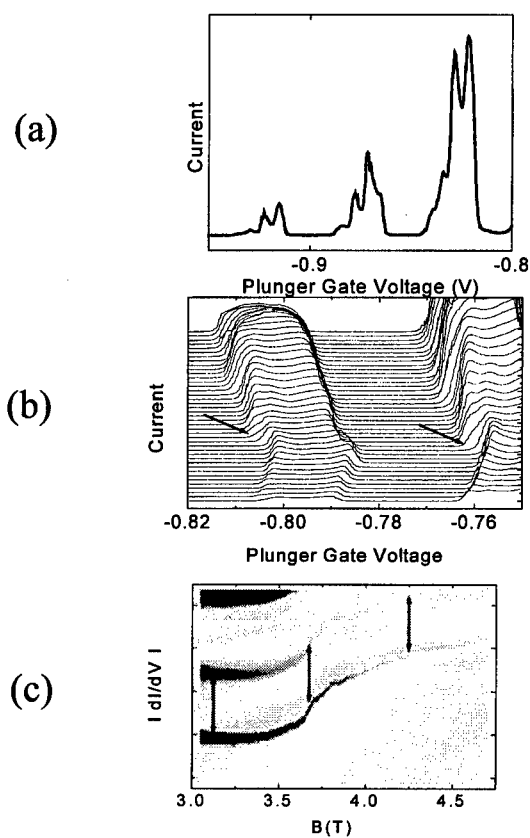 (a)
Current
-0.9
-0.8
Plunger Gate Voltage (V)
(b)
Current
-0.82
-0.80
-0.78
-0.76
Plunger Gate Voltage
(c)
I dI/dV I
3.0
3.5
4.0
4.5
B(T)